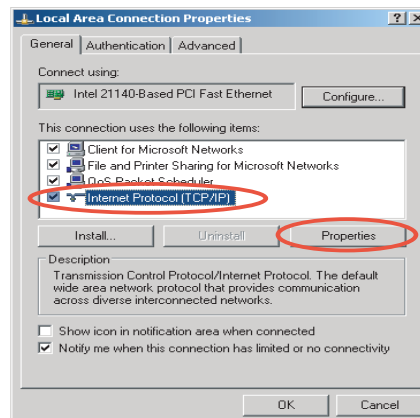 Local Area Connection Properties
General Authentication Advanced
Connect using:
Intel 21140-Based PCI Fast Ethernet Configure...
This connection uses the following items:
Client for Microsoft Networks
File and Printer Sharing for Microsoft Networks
QoS Packet Scheduler
Internet Protocol (TCP/IP)
Install... Uninstall Properties
Description
Transmission Control Protocol/Internet Protocol. The default
wide area network protocol that provides communication
across diverse interconnected networks.
Show icon in notification area when connected
Notify me when this connection has limited or no connectivity
OK Cancel